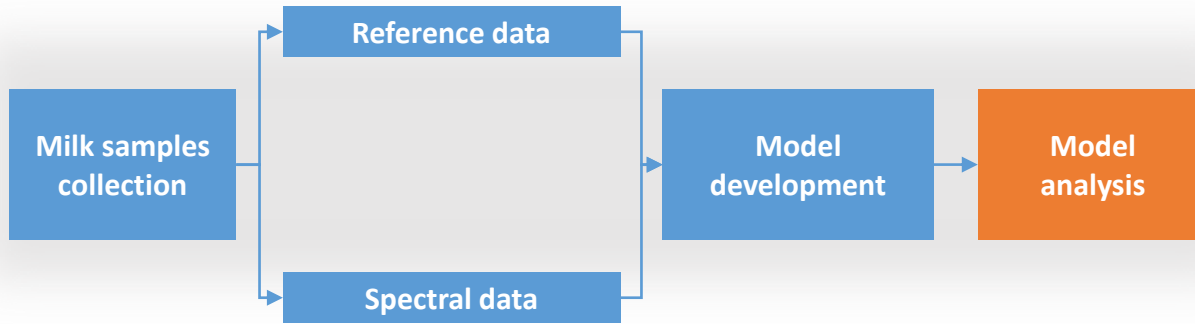 Reference data
Milk samples
collection
Model
development
Model
analysis
Spectral data